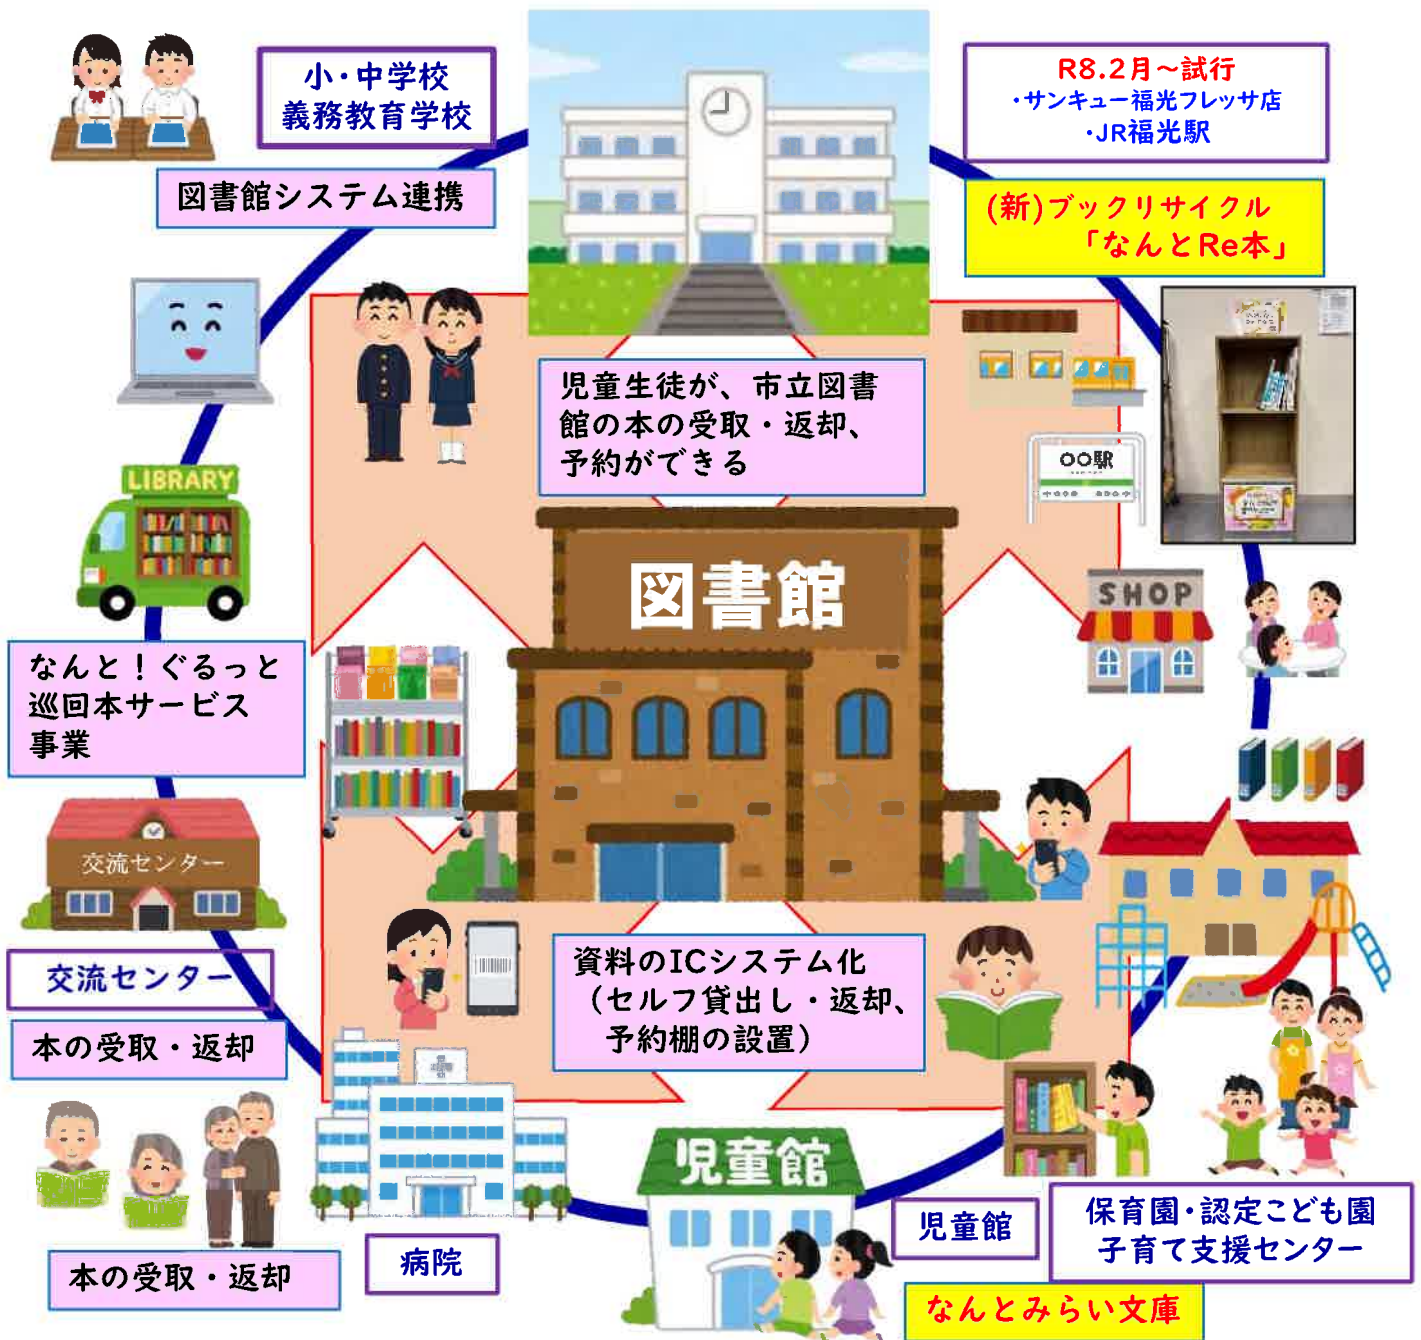 小・中学校
義務教育学校
図書館システム連携
R8.2月～試行
・サンキュー福光フレッサ店
・JR福光駅
(新)ブックリサイクル
「なんとRe本」
児童生徒が、市立図書
館の本の受取・返却、
予約ができる
〇〇駅
LIBRARY
図書館
SHOP
なんと！ぐるっと
巡回本サービス
事業
交流センター
交流センター
本の受取・返却
資料のICシステム化
（セルフ貸出し・返却、
予約棚の設置）
本の受取・返却
病院
児童館
児童館
保育園・認定こども園
子育て支援センター
なんとみらい文庫